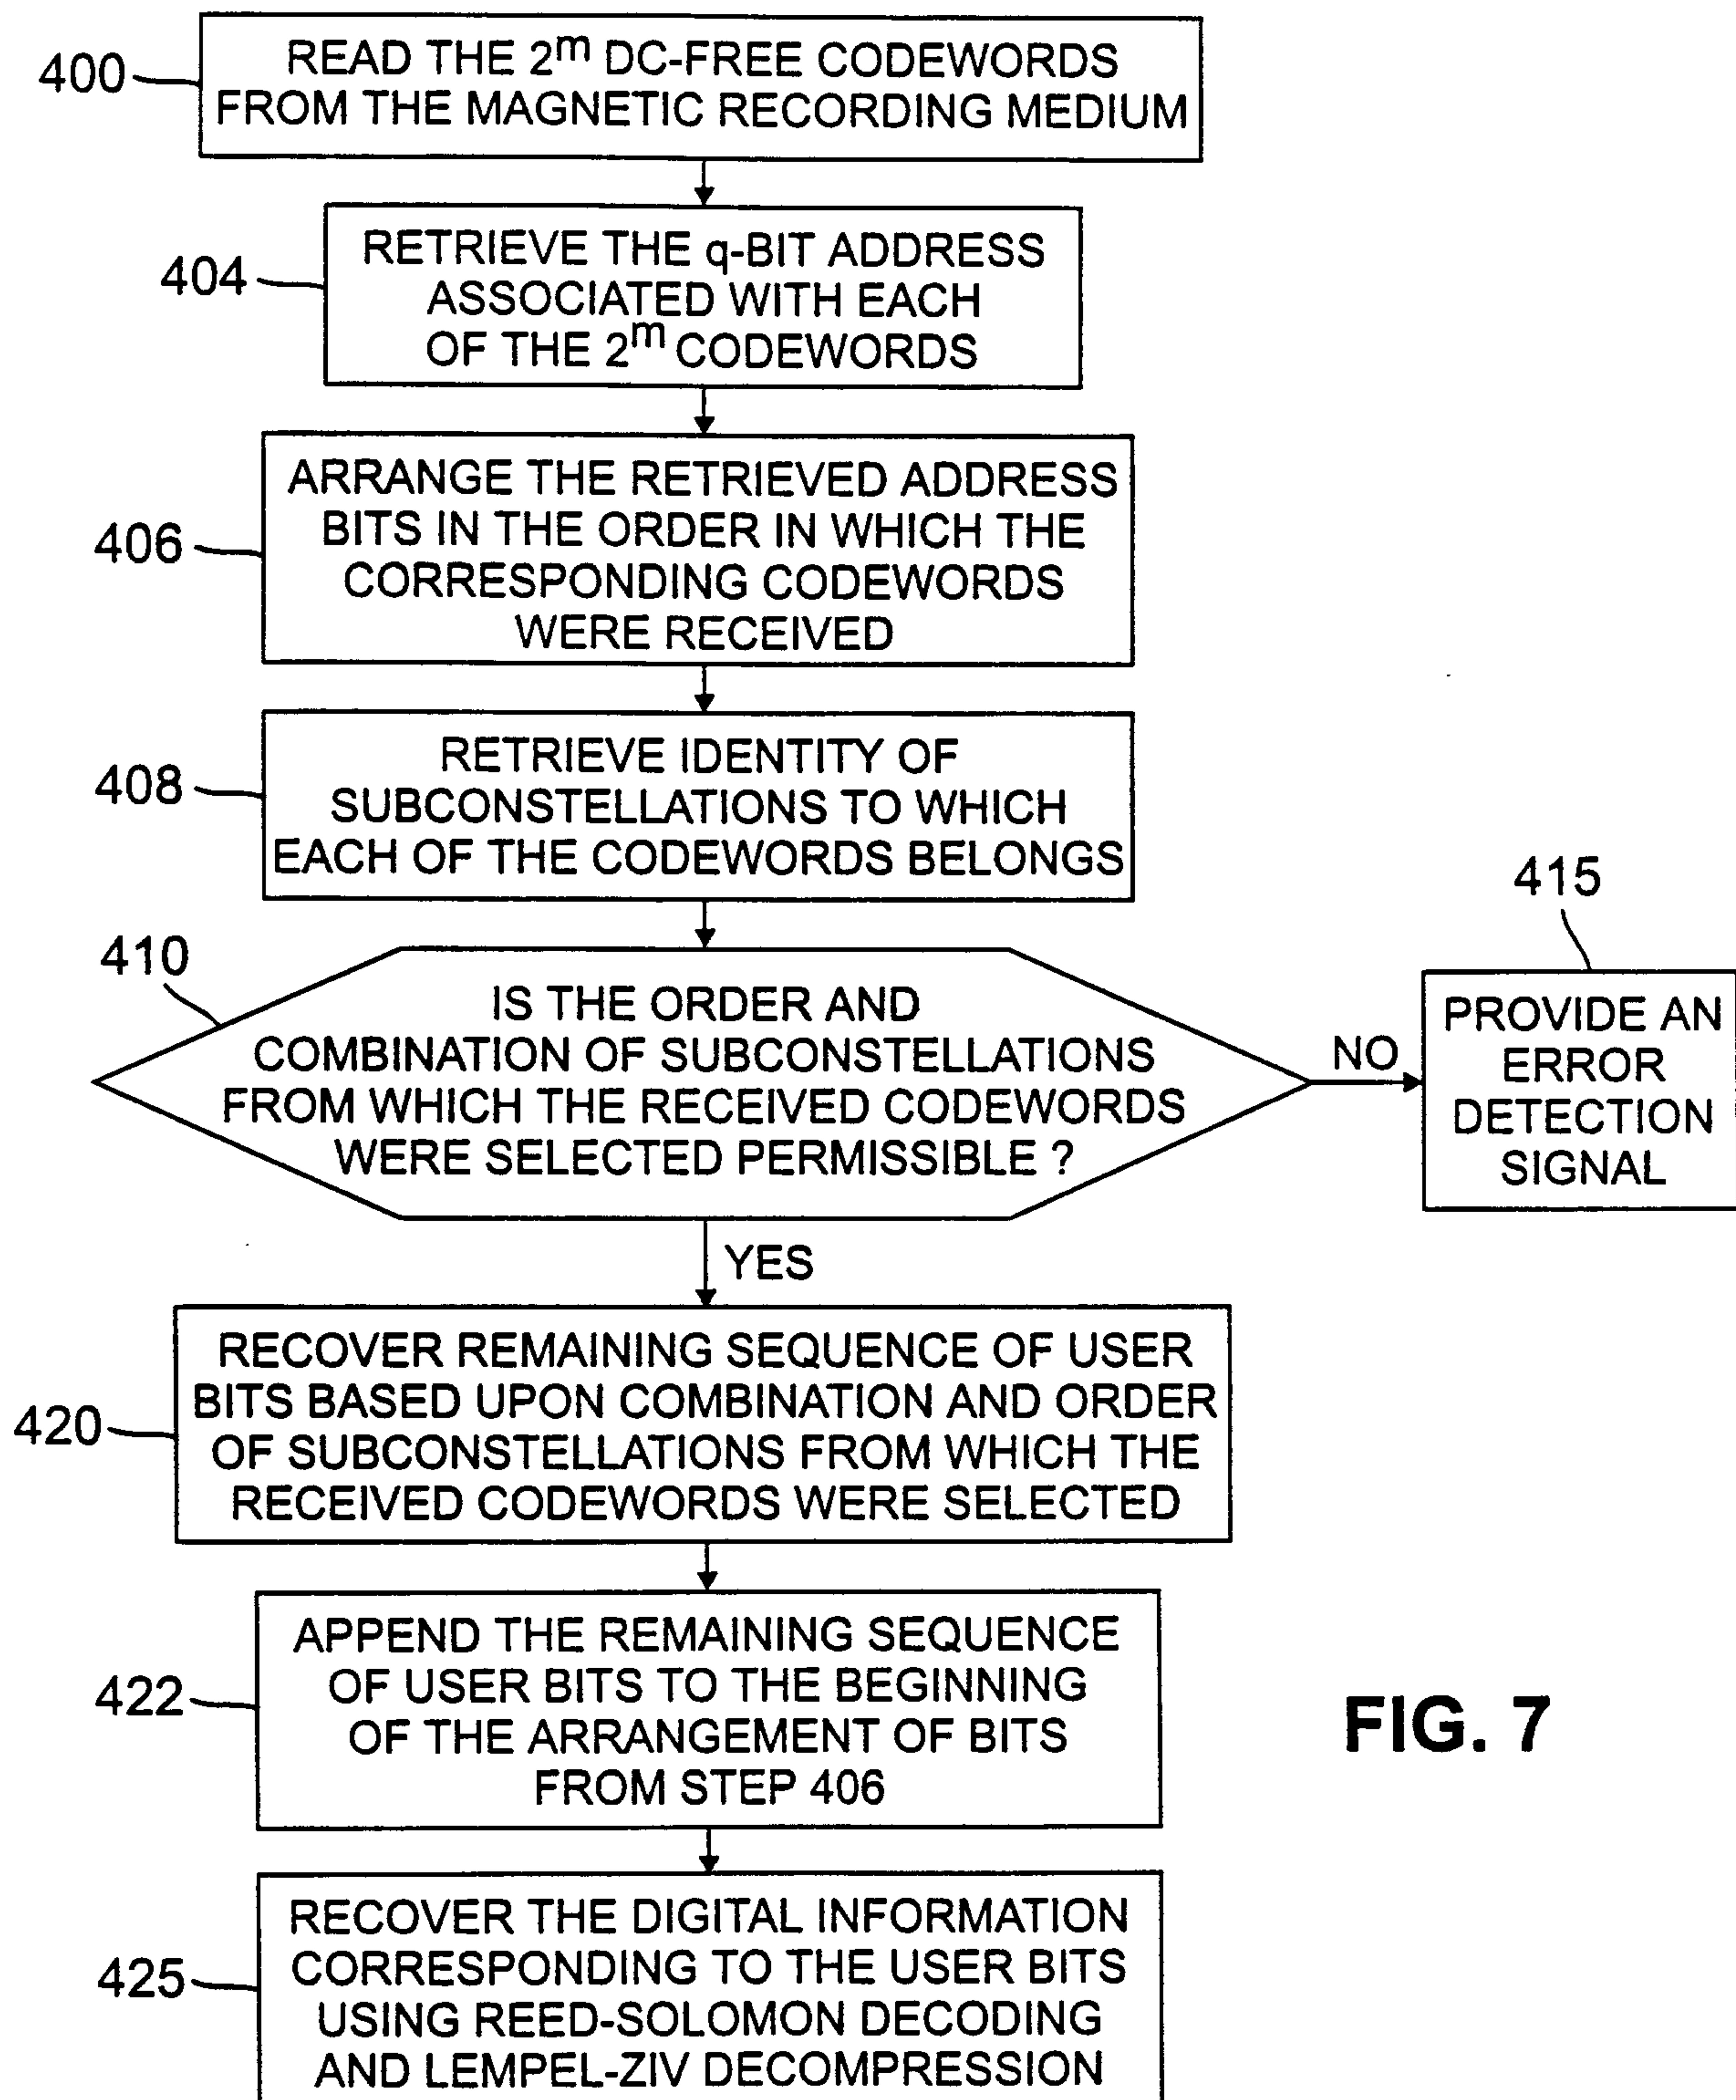 400
READ THE 2^m DC-FREE CODEWORDS
FROM THE MAGNETIC RECORDING MEDIUM
404
RETRIEVE THE q-BIT ADDRESS
ASSOCIATED WITH EACH
OF THE 2^m CODEWORDS
406
ARRANGE THE RETRIEVED ADDRESS
BITS IN THE ORDER IN WHICH THE
CORRESPONDING CODEWORDS
WERE RECEIVED
408
RETRIEVE IDENTITY OF
SUBCONSTELLATIONS TO WHICH
EACH OF THE CODEWORDS BELONGS
410
IS THE ORDER AND
COMBINATION OF SUBCONSTELLATIONS
FROM WHICH THE RECEIVED CODEWORDS
WERE SELECTED PERMISSIBLE ?
NO
415
PROVIDE AN
ERROR
DETECTION
SIGNAL
YES
420
RECOVER REMAINING SEQUENCE OF USER
BITS BASED UPON COMBINATION AND ORDER
OF SUBCONSTELLATIONS FROM WHICH THE
RECEIVED CODEWORDS WERE SELECTED
422
APPEND THE REMAINING SEQUENCE
OF USER BITS TO THE BEGINNING
OF THE ARRANGEMENT OF BITS
FROM STEP 406
FIG. 7
425
RECOVER THE DIGITAL INFORMATION
CORRESPONDING TO THE USER BITS
USING REED-SOLOMON DECODING
AND LEMPEL-ZIV DECOMPRESSION